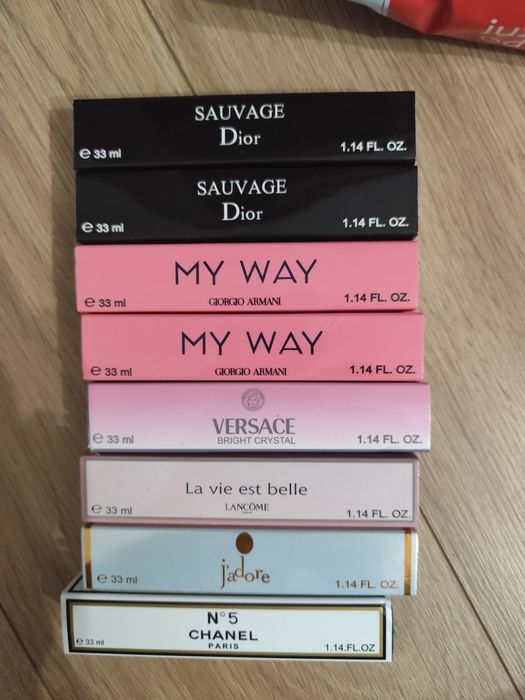 SAUVAGE
Dior
e 33 ml
1.14 FL. OZ.
SAUVAGE
Dior
e 33 ml
1.14 FL. OZ.
MY WAY
e 33 ml
GIORGIO ARMANI
1.14 FL. OZ.
MY WAY
e 33 ml
GIORGIO ARMANI
1.14 FL. OZ.
VERSACE
BRIGHT CRYSTAL
e 33 ml
1.14 FL. OZ.
La vie est belle
LANCÔME
PARIS
e 33 ml
1.14 FL. OZ.
j'adore
e 33 ml
1.14 FL. OZ.
N°5
CHANEL
PARIS
e 33 ml
1.14.FL.OZ